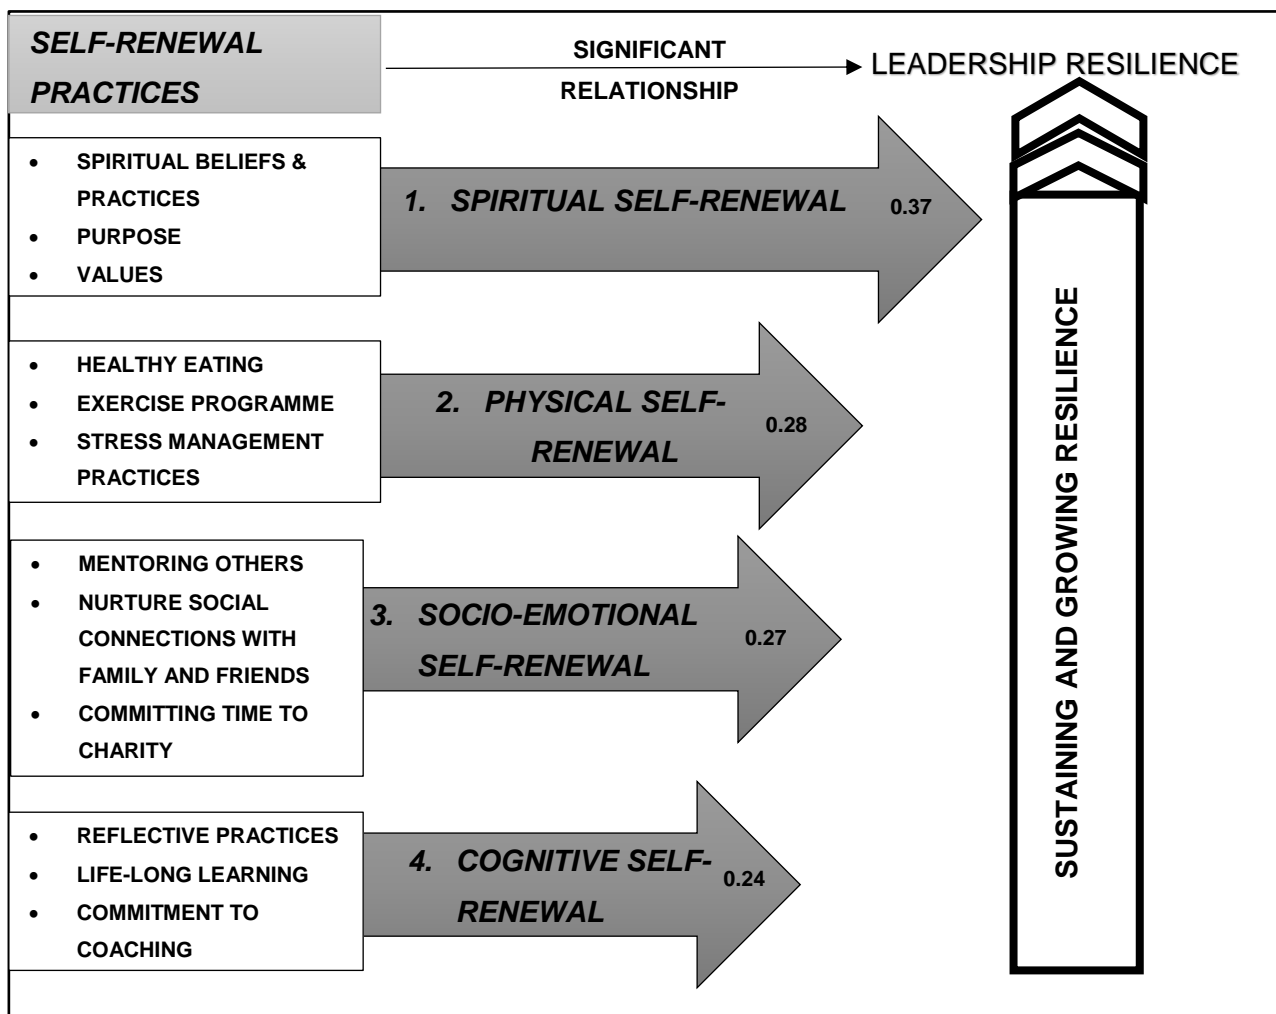 SELF-RENEWAL
PRACTICES
SIGNIFICANT
RELATIONSHIP
LEADERSHIP RESILIENCE
• SPIRITUAL BELIEFS &
PRACTICES
• PURPOSE
• VALUES
1. SPIRITUAL SELF-RENEWAL
0.37
• HEALTHY EATING
• EXERCISE PROGRAMME
• STRESS MANAGEMENT
PRACTICES
2. PHYSICAL SELF-
RENEWAL
0.28
• MENTORING OTHERS
• NURTURE SOCIAL
CONNECTIONS WITH
FAMILY AND FRIENDS
• COMMITTING TIME TO
CHARITY
3. SOCIO-EMOTIONAL
SELF-RENEWAL
0.27
• REFLECTIVE PRACTICES
• LIFE-LONG LEARNING
• COMMITMENT TO
COACHING
4. COGNITIVE SELF-
RENEWAL
0.24
SUSTAINING AND GROWING RESILIENCE